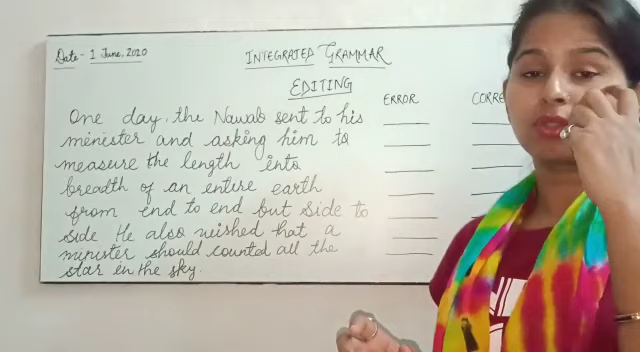 Date - 1 June, 2020
INTEGRATED GRAMMAR
EDITING
ERROR CORRE
One day, the Nawab sent to his
minister and asking him to
measure the length into
breadth of an entire earth
from end to end but side to
side He also wished that a
minister should counted all the
star in the sky.